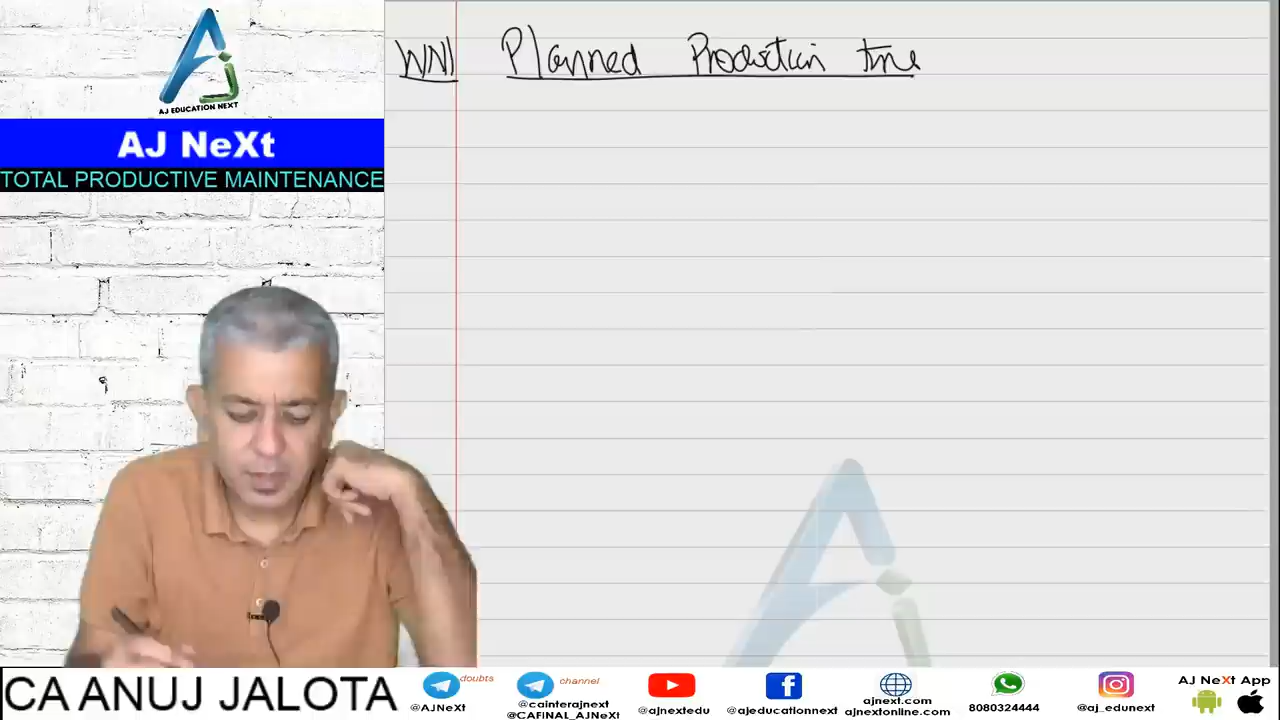 AJ EDUCATION NEXT
AJ NeXt
TOTAL PRODUCTIVE MAINTENANCE
WN1 Planned Production time
CA ANUJ JALOTA
doubts
@AJNeXt
channel
@cainterajnext
@CAFINAL_AJNeXt
@aj_nextedu
@ajeducationnext
ajnext.com
ajnextonline.com
8080324444
@aj_edunext
AJ NeXt App